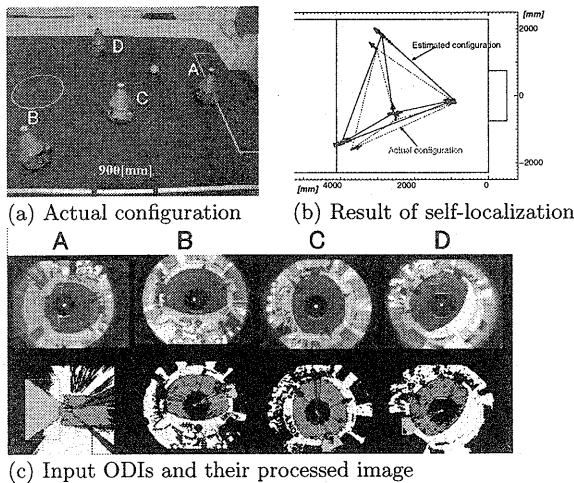 D
A
C
B
900[mm]
[mm]
2000
Estimated configuration
0
Actual configuration
-2000
[mm]
4000
2000
0
(a) Actual configuration
(b) Result of self-localization
A
B
C
D
(c) Input ODIs and their processed image